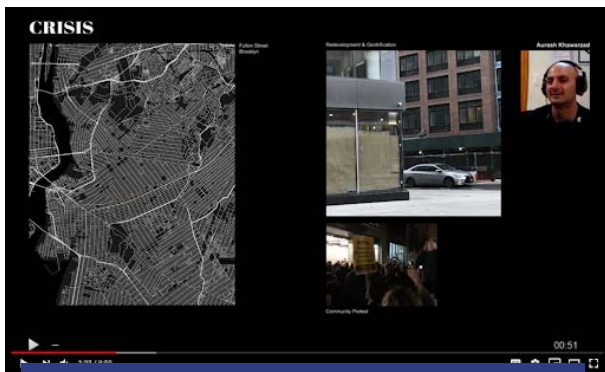 CRISIS
Fulton Street
Brooklyn
Redevelopment & Gentrification
Aurash Khawarzad
Community Protest
00:51